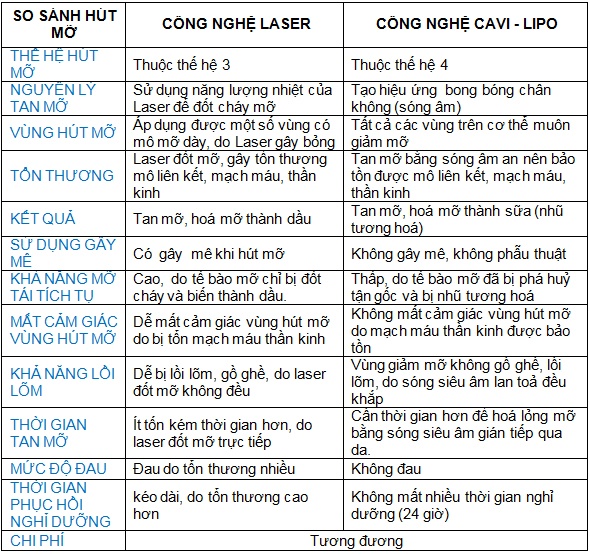 SO SÁNH HÚT MỠ
CÔNG NGHỆ LASER
CÔNG NGHỆ CAVI - LIPO
THẾ HỆ HÚT MỠ
Thuộc thế hệ 3
Thuộc thế hệ 4
NGUYÊN LÝ TAN MỠ
Sử dụng năng lượng nhiệt của
Laser để đốt cháy mỡ
Tạo hiệu ứng bong bóng chân
không (sóng âm)
VÙNG HÚT MỠ
Áp dụng được một số vùng có
mô mỡ dày, do Laser gây bỏng
Tất cả các vùng trên cơ thể muôn
giảm mỡ
TỔN THƯƠNG
Laser đốt mỡ, gây tổn thương
mô liên kết, mạch máu, thần
kinh
Tan mỡ bằng sóng âm an nên bảo
tồn được mô liên kết, mạch máu,
thần kinh
KẾT QUẢ
Tan mỡ, hoá mỡ thành dầu
Tan mỡ, hoá mỡ thành sữa (nhũ
tương hoá)
SỬ DỤNG GÂY
MÊ
Có gây mê khi hút mỡ
Không gây mê, không phẫu thuật
KHẢ NĂNG MỠ
TÁI TÍCH TỤ
Cao, do tế bào mỡ chỉ bị đốt
cháy và biến thành dầu.
Thấp, do tế bào mỡ đã bị phá huỷ
tận gốc và bị nhũ tương hoá
MẤT CẢM GIÁC
VÙNG HÚT MỠ
Dễ mất cảm giác vùng hút mỡ
do bị tổn mạch máu thần kinh
Không mất cảm giác vùng hút mỡ
do mạch máu thần kinh được bảo
tồn
KHẢ NĂNG LỒI
LÕM
Dễ bị lồi lõm, gồ ghề, do laser
đốt mỡ không đều
Vùng giảm mỡ không gồ ghề, lồi
lõm, do sóng siêu âm lan toả đều
khắp
THỜI GIAN
TAN MỠ
Ít tốn kém thời gian hơn, do
laser đốt mỡ trực tiếp
Cần thời gian hơn để hoá lỏng mỡ
bằng sóng siêu âm gián tiếp qua
da.
MỨC ĐỘ ĐAU
Đau do tổn thương nhiều
Không đau
THỜI GIAN
PHỤC HỒI
NGHỈ DƯỠNG
kéo dài, do tổn thương cao
hơn
Không mất nhiều thời gian nghỉ
dưỡng (24 giờ)
CHI PHÍ
Tương đương